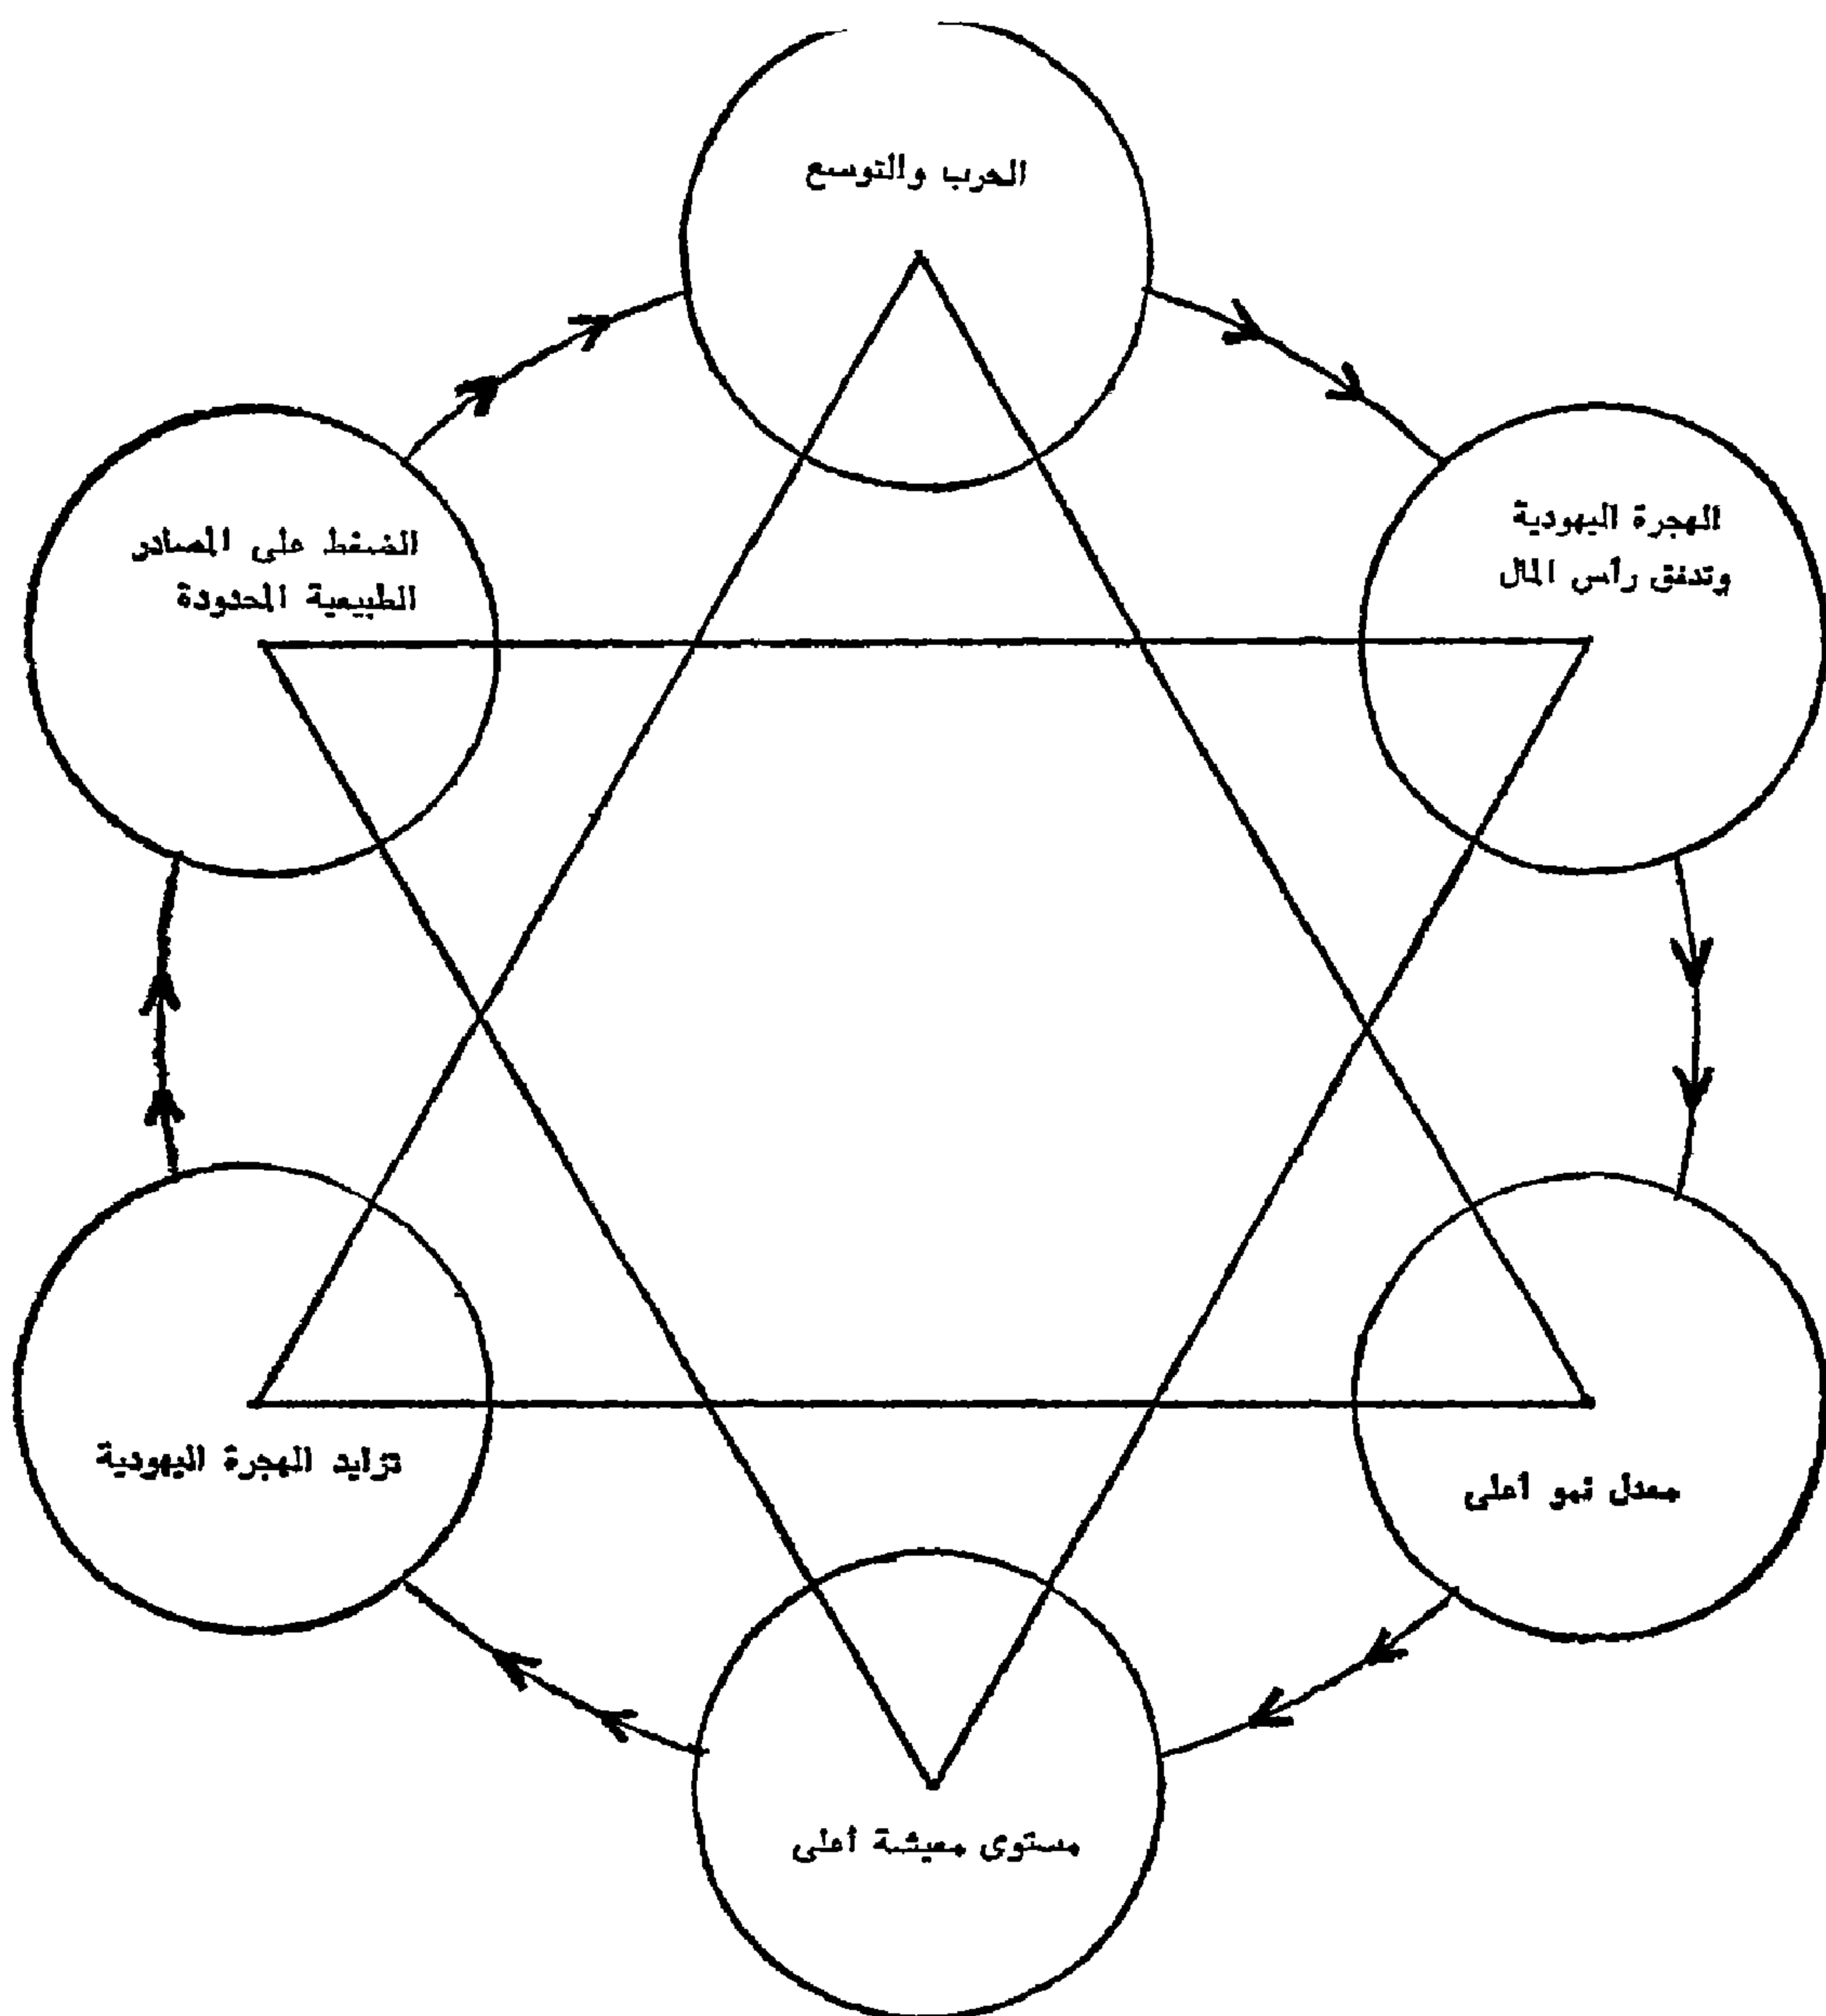 الحرب والتوسع
الهجرة اليهودية
وتدفق رأس المال
معدل نمو أعلى
مستوى معيشة أعلى
تزايد الهجرة اليهودية
الضغط على المصادر
الطبيعية المحدودة